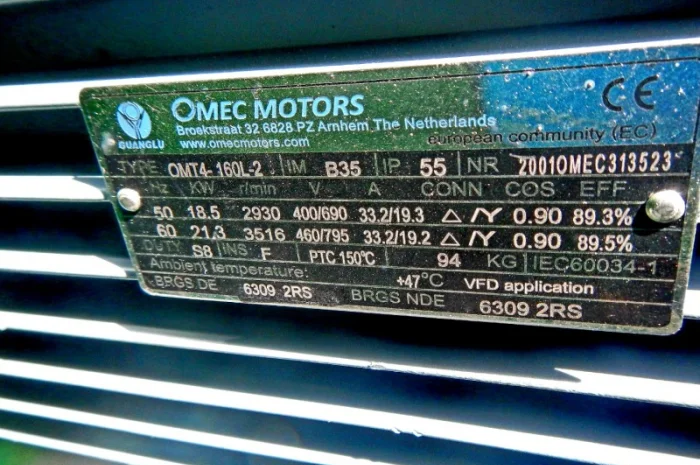 OMEC MOTORS
Broekstraat 32 6828 PZ Arnhem The Netherlands
www.omecmotors.com european community (EC)
CE
GUANGLU
TYPE OMT4-160L-2 IM B35 IP 55 NR 2001OMEC313523
Hz KW r/min V A CONN COS EFF
50 18.5 2930 400/690 33.2/19.3 △/Y 0.90 89.3%
60 21.3 3516 460/795 33.2/19.2 △/Y 0.90 89.5%
DUTY S8 INS F PTC 150°C 94 KG IEC60034-1
Ambient temperature: +47°C VFD application
BRGS DE 6309 2RS BRGS NDE 6309 2RS